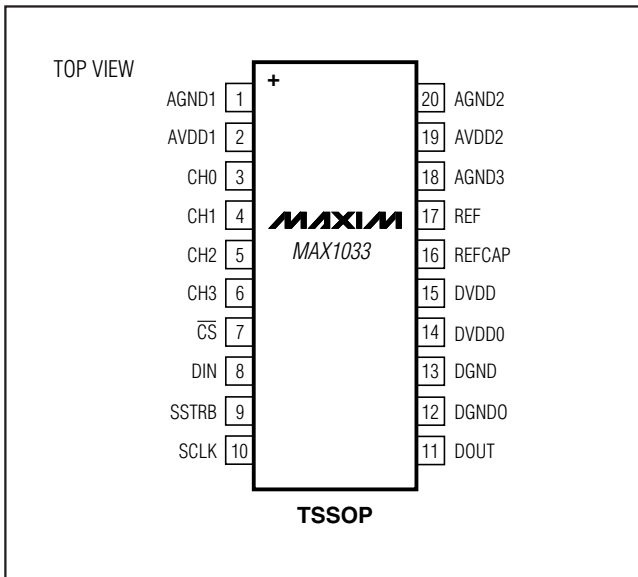 TOP VIEW
+
AGND1 1
AVDD1 2
CH0 3
CH1 4
CH2 5
CH3 6
CS 7
DIN 8
SSTRB 9
SCLK 10
MAXIM
MAX1033
20 AGND2
19 AVDD2
18 AGND3
17 REF
16 REFCAP
15 DVDD
14 DVDD0
13 DGND
12 DGNDO
11 DOUT
TSSOP